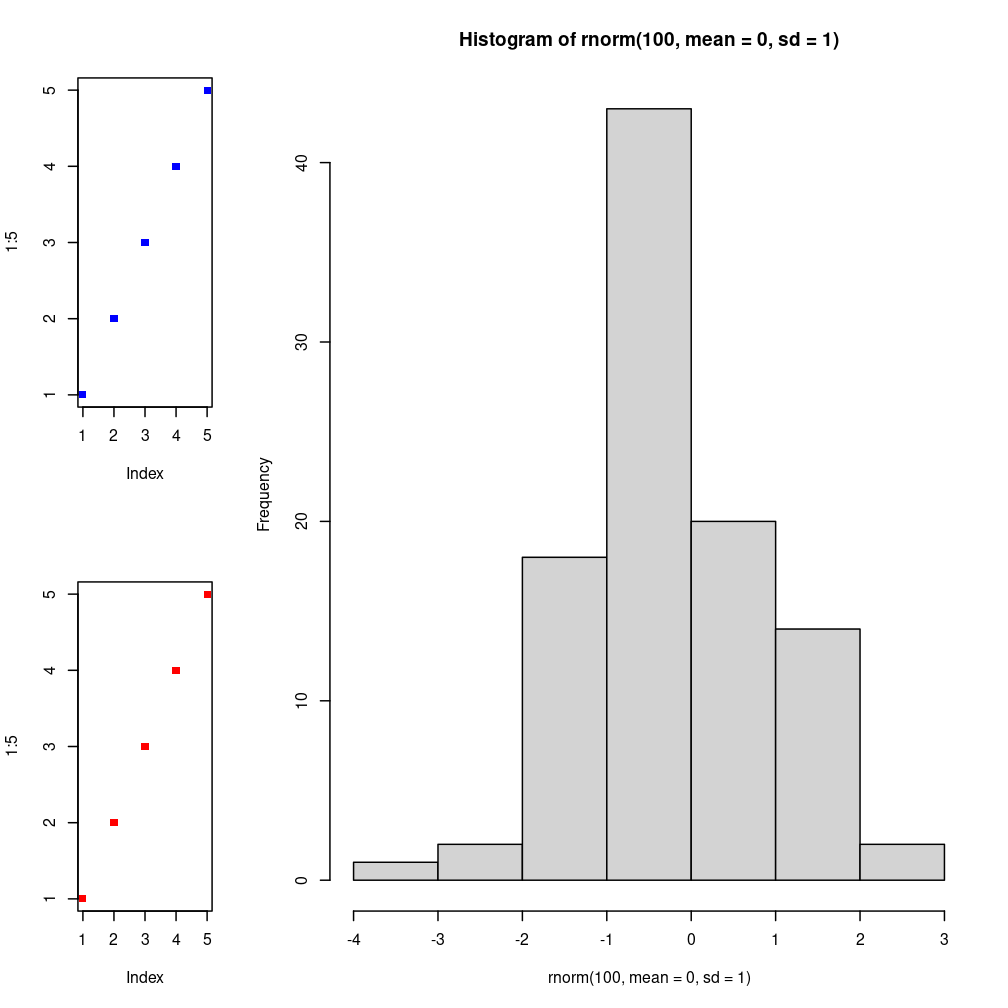 1:5
5
4
3
2
1
1 2 3 4 5
Index
1:5
5
4
3
2
1
1 2 3 4 5
Index
Histogram of rnorm(100, mean = 0, sd = 1)
Frequency
40
30
20
10
0
-4 -3 -2 -1 0 1 2 3
rnorm(100, mean = 0, sd = 1)